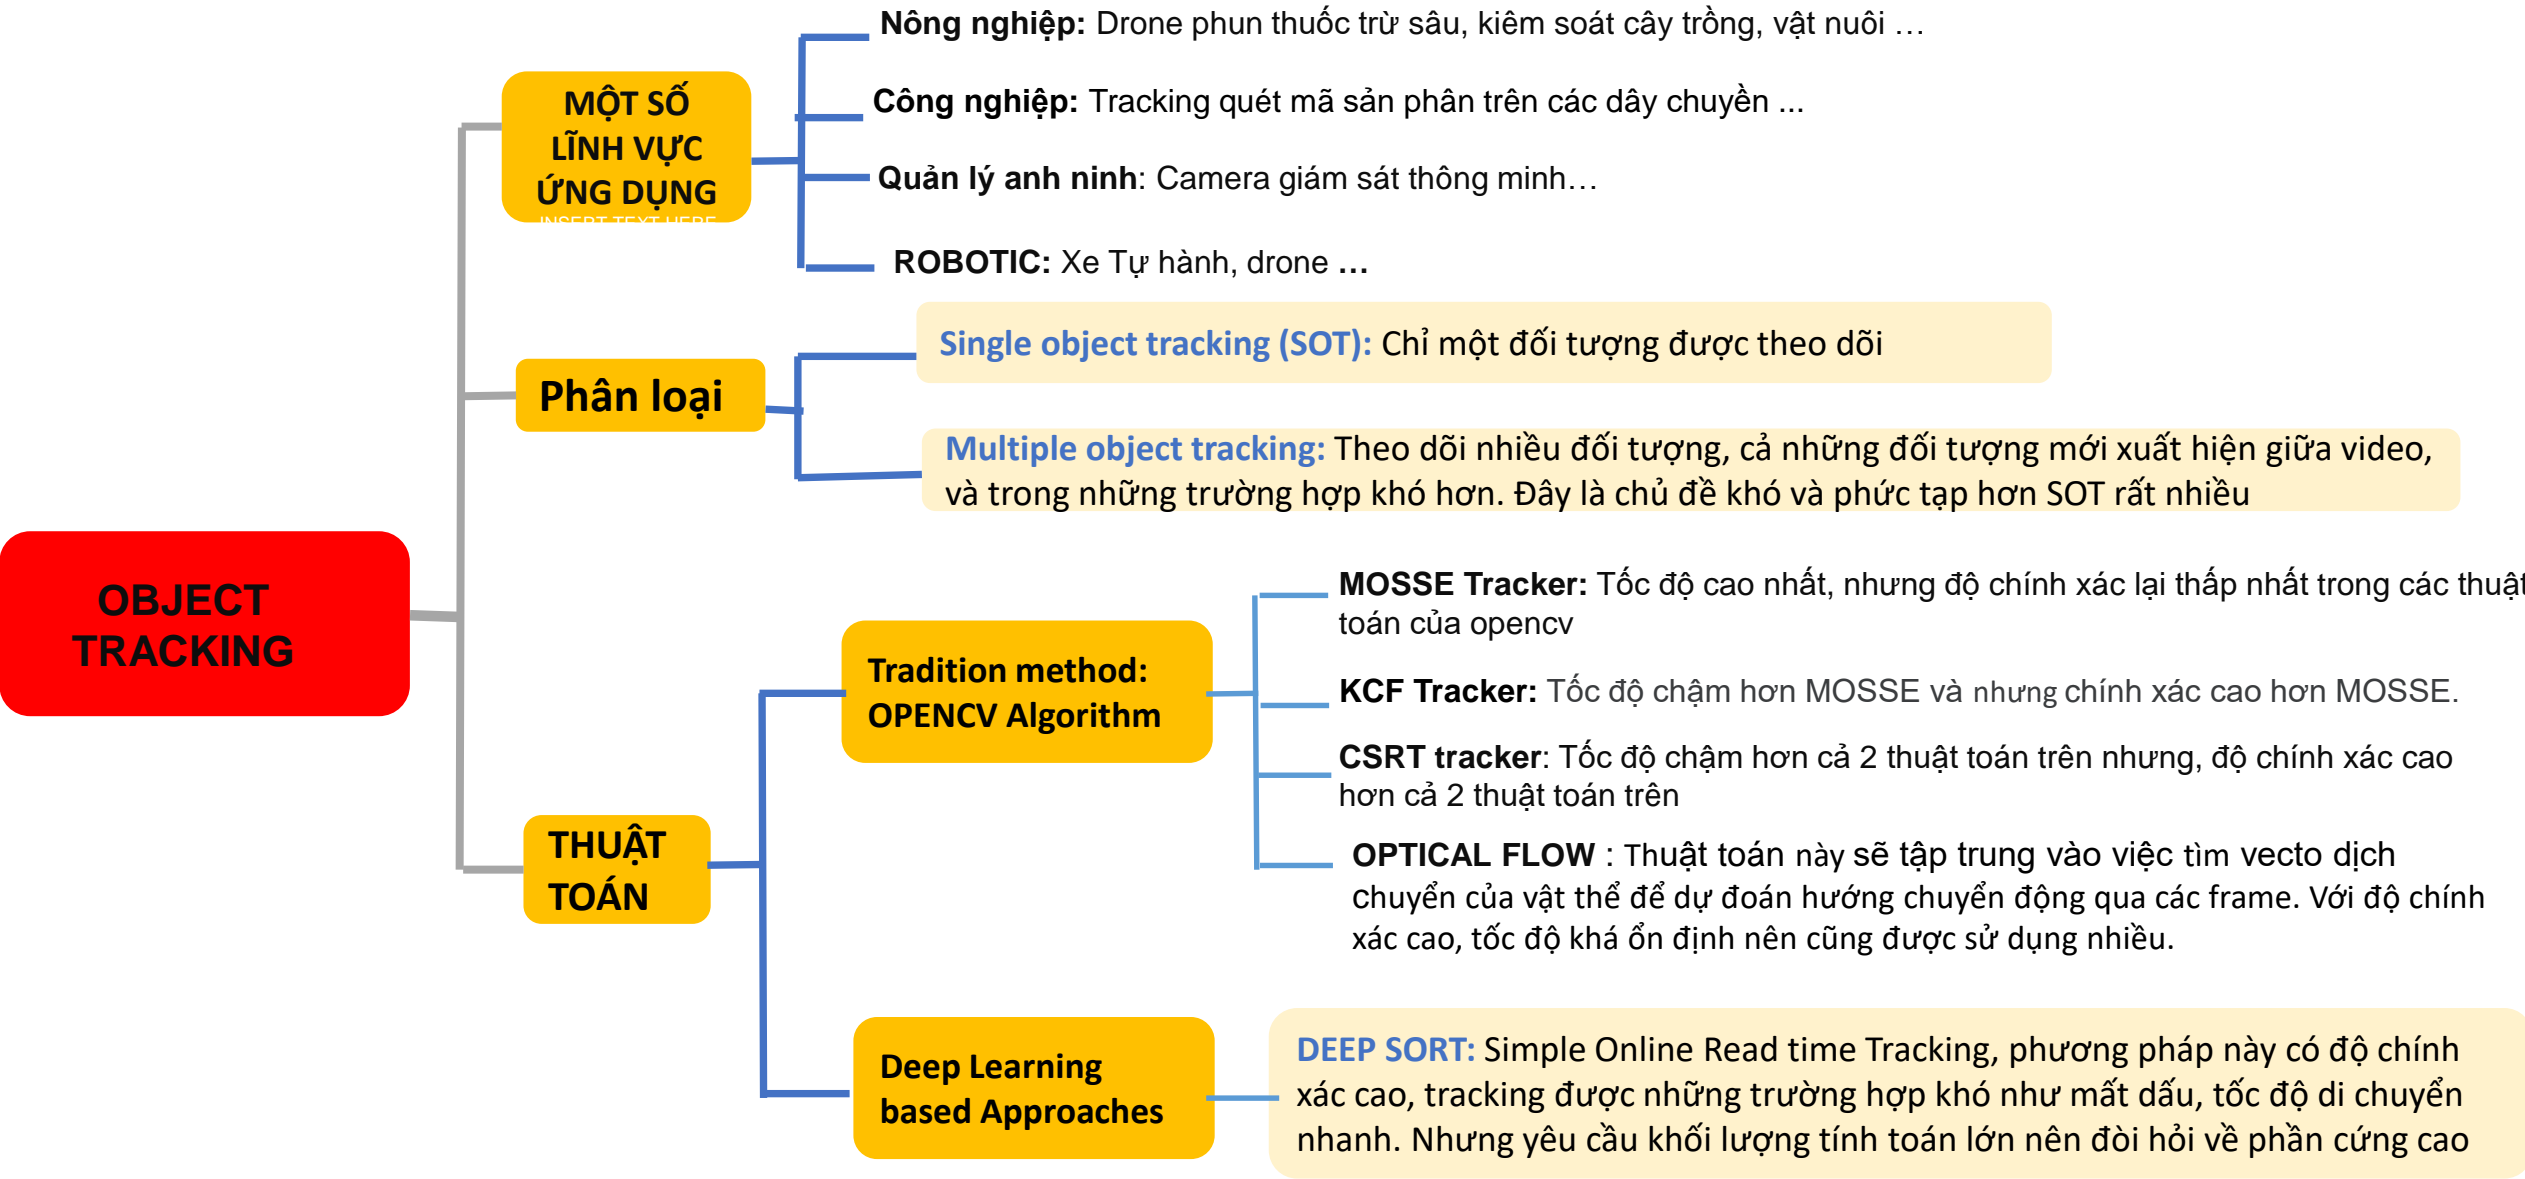 Nông nghiệp: Drone phun thuốc trừ sâu, kiêm soát cây trồng, vật nuôi …
MỘT SỐ
LĨNH VỰC
ỨNG DỤNG
INSERT TEXT HERE
Công nghiệp: Tracking quét mã sản phân trên các dây chuyền ...
Quản lý anh ninh: Camera giám sát thông minh…
ROBOTIC: Xe Tự hành, drone …
Single object tracking (SOT): Chỉ một đối tượng được theo dõi
Phân loại
Multiple object tracking: Theo dõi nhiều đối tượng, cả những đối tượng mới xuất hiện giữa video,
và trong những trường hợp khó hơn. Đây là chủ đề khó và phức tạp hơn SOT rất nhiều
OBJECT
TRACKING
MOSSE Tracker: Tốc độ cao nhất, nhưng độ chính xác lại thấp nhất trong các thuật
toán của opencv
Tradition method:
OPENCV Algorithm
KCF Tracker: Tốc độ chậm hơn MOSSE và nhưng chính xác cao hơn MOSSE.
CSRT tracker: Tốc độ chậm hơn cả 2 thuật toán trên nhưng, độ chính xác cao
hơn cả 2 thuật toán trên
THUẬT
TOÁN
OPTICAL FLOW : Thuật toán này sẽ tập trung vào việc tìm vecto dịch
chuyển của vật thể để dự đoán hướng chuyển động qua các frame. Với độ chính
xác cao, tốc độ khá ổn định nên cũng được sử dụng nhiều.
Deep Learning
based Approaches
DEEP SORT: Simple Online Read time Tracking, phương pháp này có độ chính
xác cao, tracking được những trường hợp khó như mất dấu, tốc độ di chuyển
nhanh. Nhưng yêu cầu khối lượng tính toán lớn nên đòi hỏi về phần cứng cao